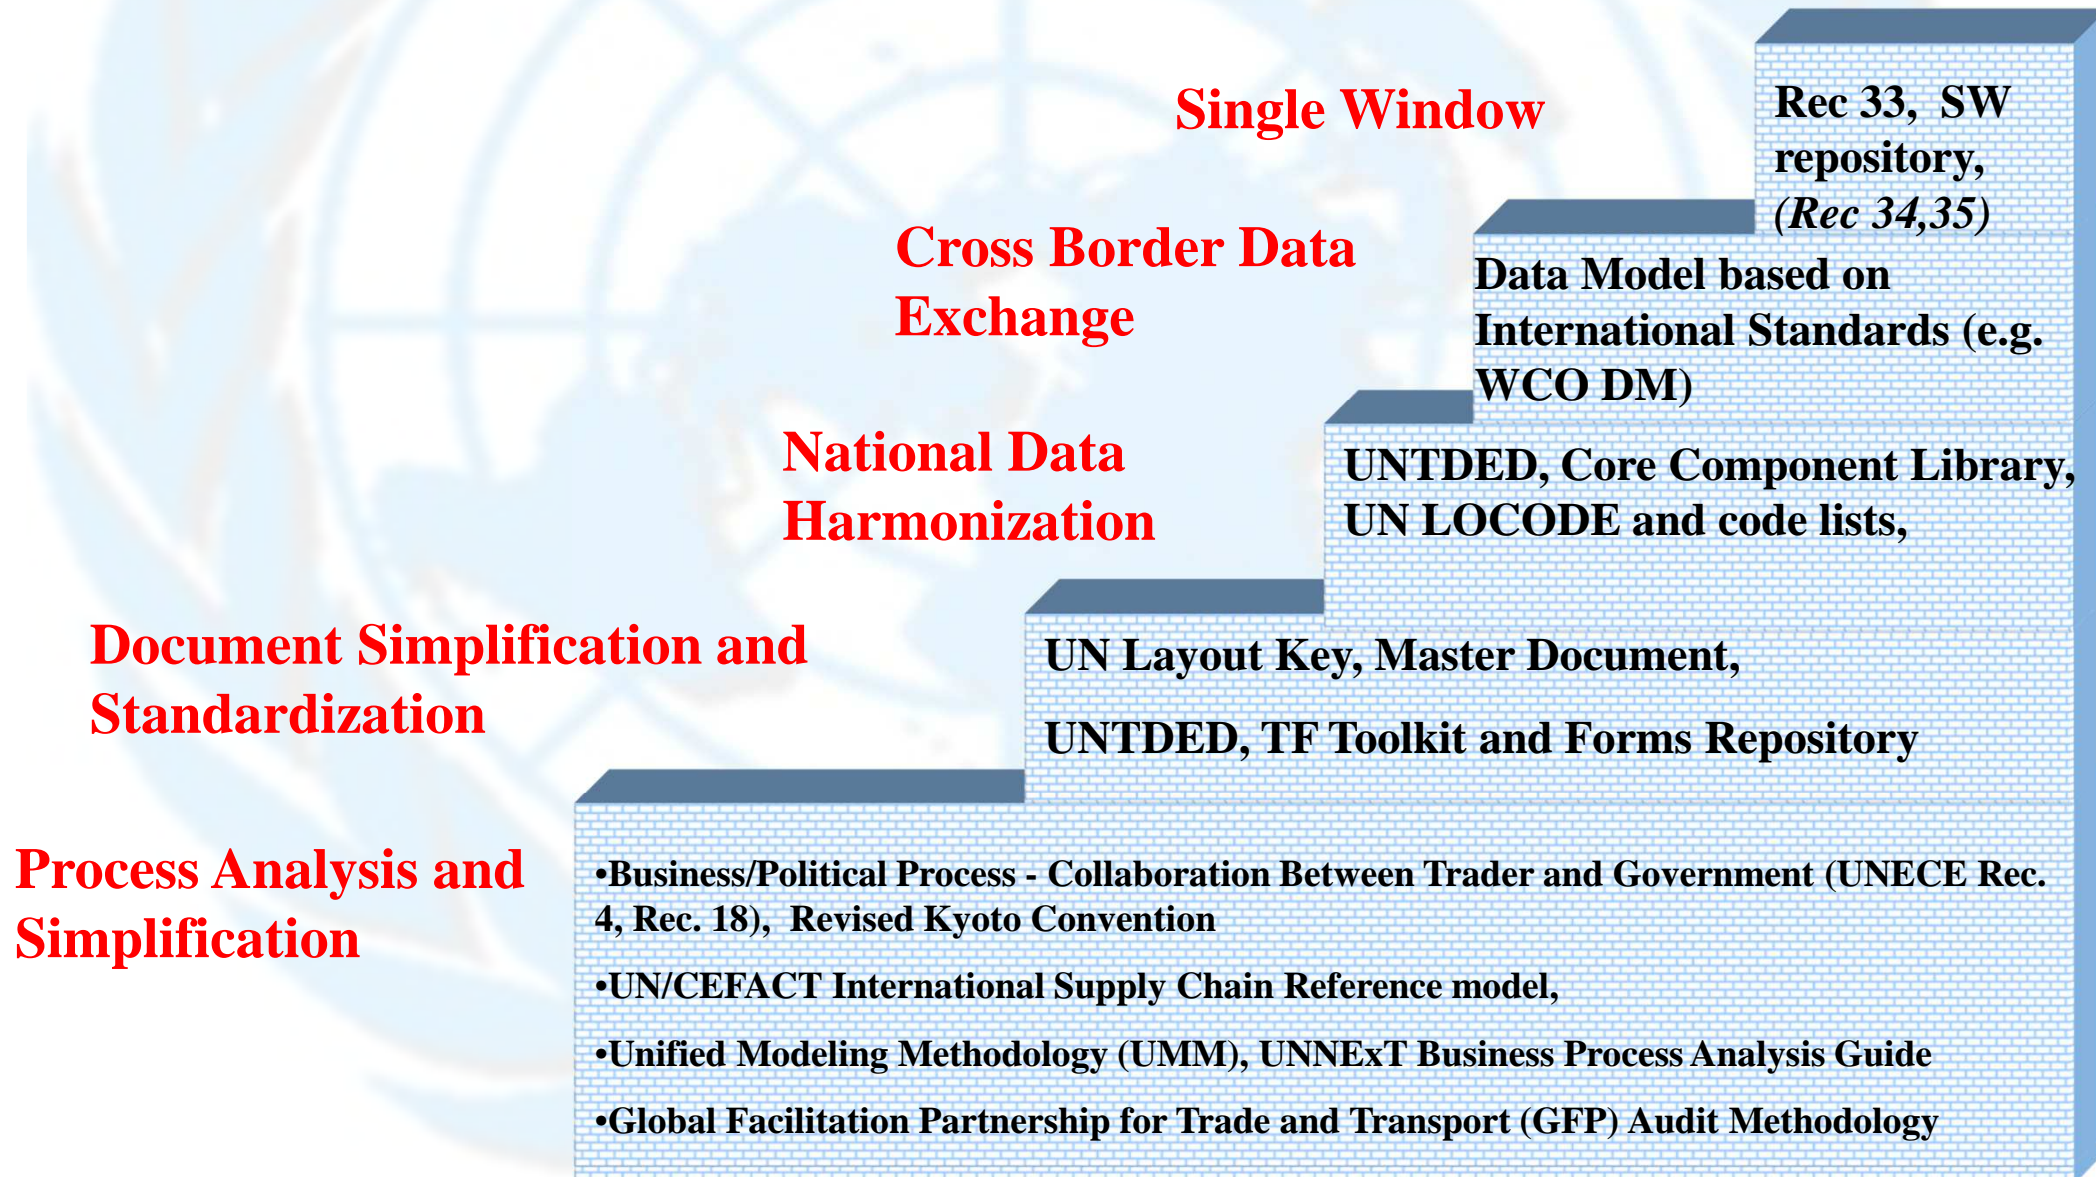 Single Window
Rec 33,  SW
repository,
(Rec 34,35)
Cross Border Data
Exchange
Data Model based on
International Standards (e.g.
WCO DM)
National Data
Harmonization
UNTDED, Core Component Library,
UN LOCODE and code lists,
Document Simplification and
Standardization
UN Layout Key, Master Document,
UNTDED, TF Toolkit and Forms Repository
Process Analysis and
Simplification
•Business/Political Process - Collaboration Between Trader and Government (UNECE Rec.
4, Rec. 18),  Revised Kyoto Convention
•UN/CEFACT International Supply Chain Reference model,
•Unified Modeling Methodology (UMM), UNNExT Business Process Analysis Guide
•Global Facilitation Partnership for Trade and Transport (GFP) Audit Methodology